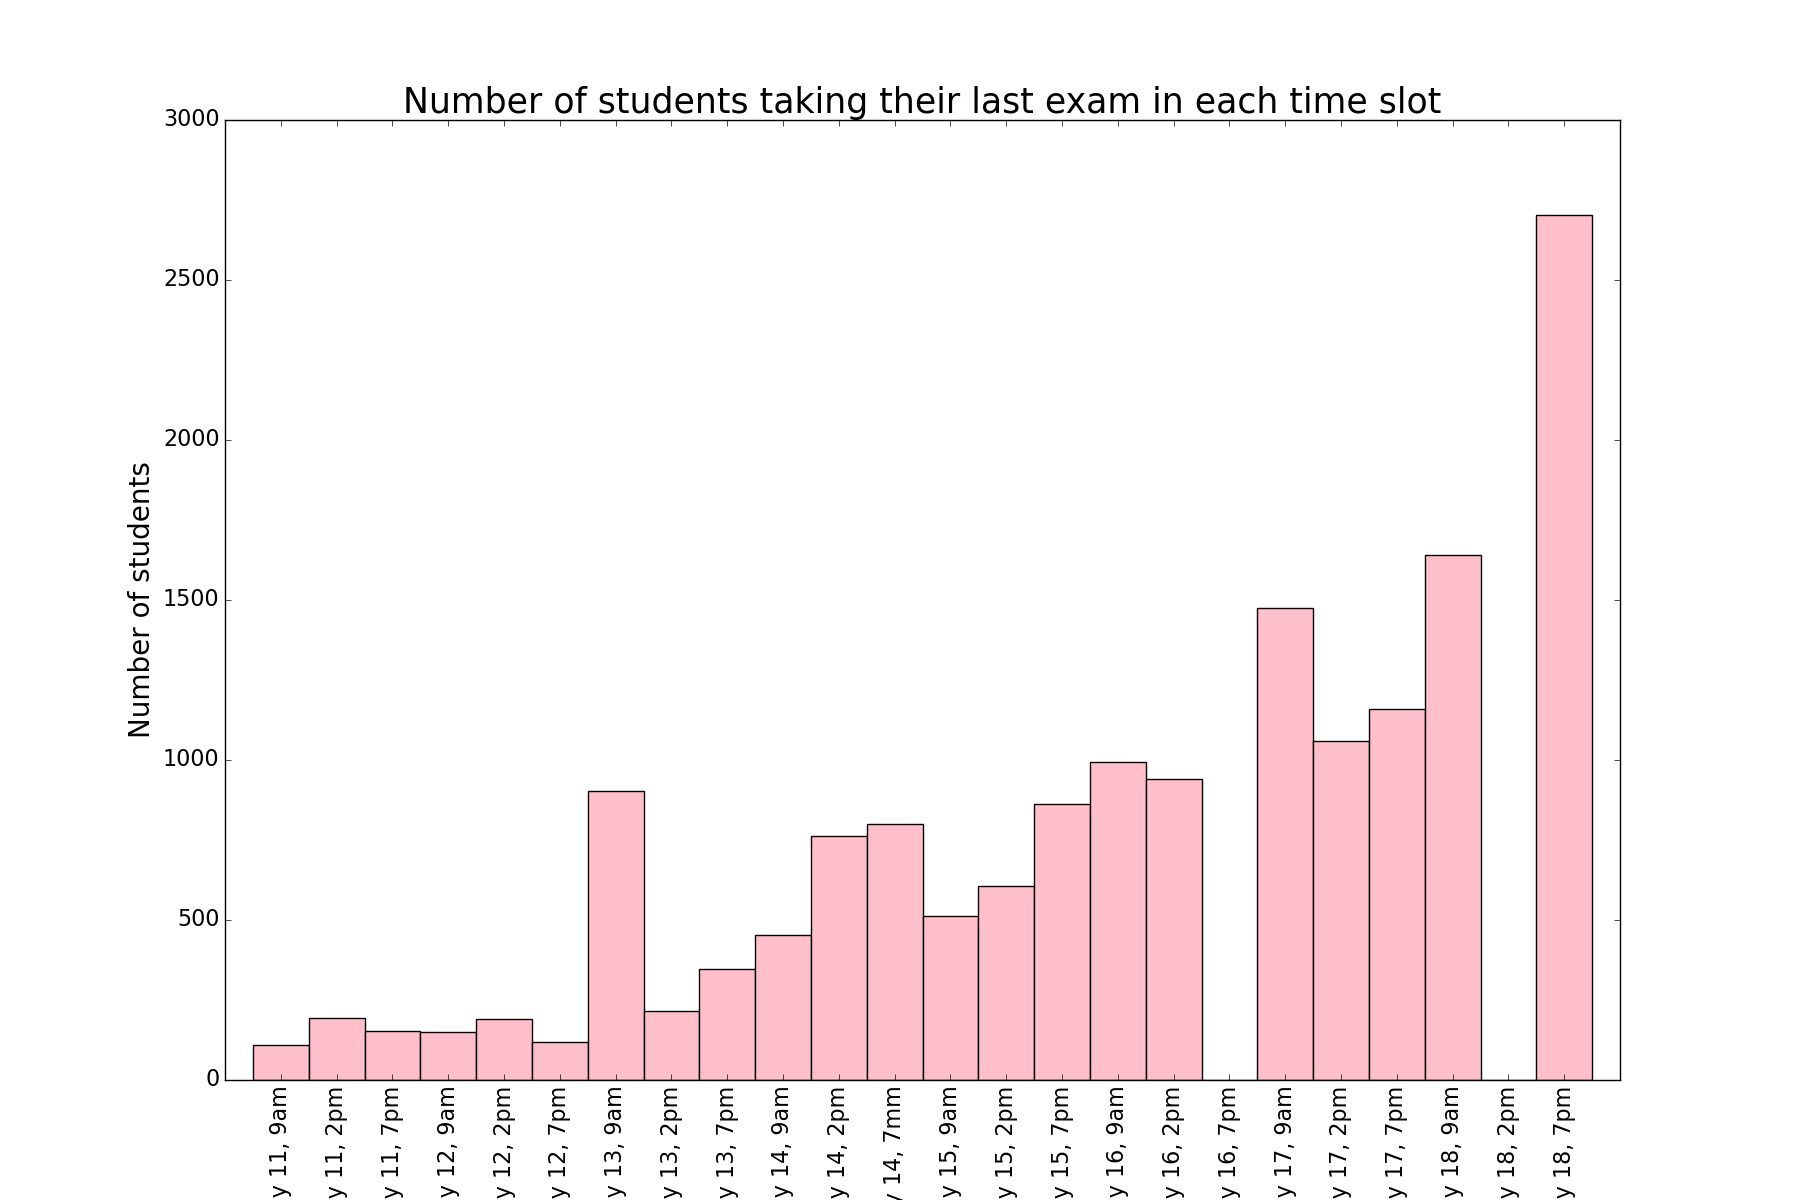 Number of students taking their last exam in each time slot
3000
2500
2000
1500
1000
500
0
Number of students
y 11, 9am
y 11, 2pm
y 11, 7pm
y 12, 9am
y 12, 2pm
y 12, 7pm
y 13, 9am
y 13, 2pm
y 13, 7pm
y 14, 9am
y 14, 2pm
y 14, 7mm
y 15, 9am
y 15, 2pm
y 15, 7pm
y 16, 9am
y 16, 2pm
y 16, 7pm
y 17, 9am
y 17, 2pm
y 17, 7pm
y 18, 9am
y 18, 2pm
y 18, 7pm